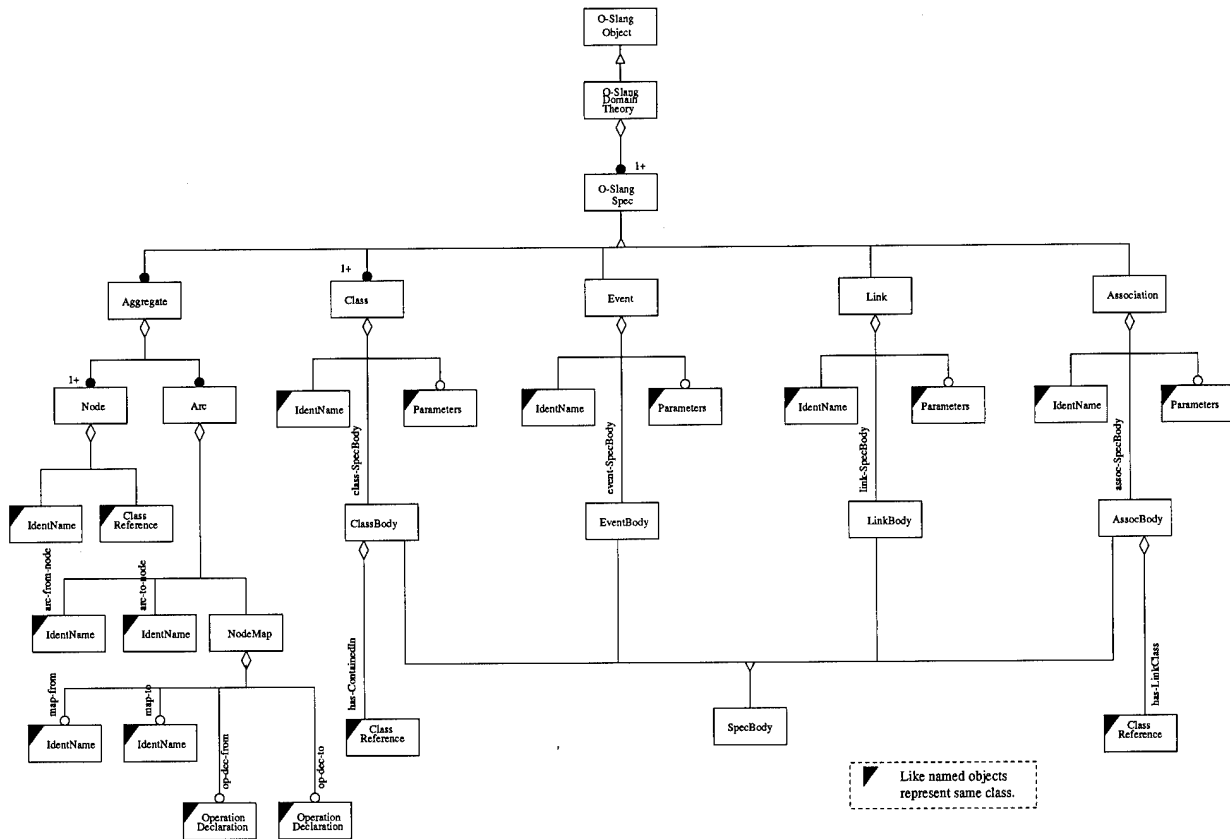 O-Slang
Object
O-Slang
Domain
Theory
1+
O-Slang
Spec
1+
Aggregate
Class
Event
Link
Association
1+
Node
Arc
IdentName
Parameters
IdentName
Parameters
IdentName
Parameters
IdentName
Parameters
class-SpecBody
event-SpecBody
link-SpecBody
assoc-SpecBody
IdentName
Class
Reference
ClassBody
EventBody
LinkBody
AssocBody
arc-from-node
arc-to-node
IdentName
IdentName
NodeMap
has-ContainedIn
has-LinkClass
map-from
map-to
IdentName
IdentName
Class
Reference
SpecBody
Class
Reference
op-dec-from
op-dec-to
Operation
Declaration
Operation
Declaration
Like named objects
represent same class.